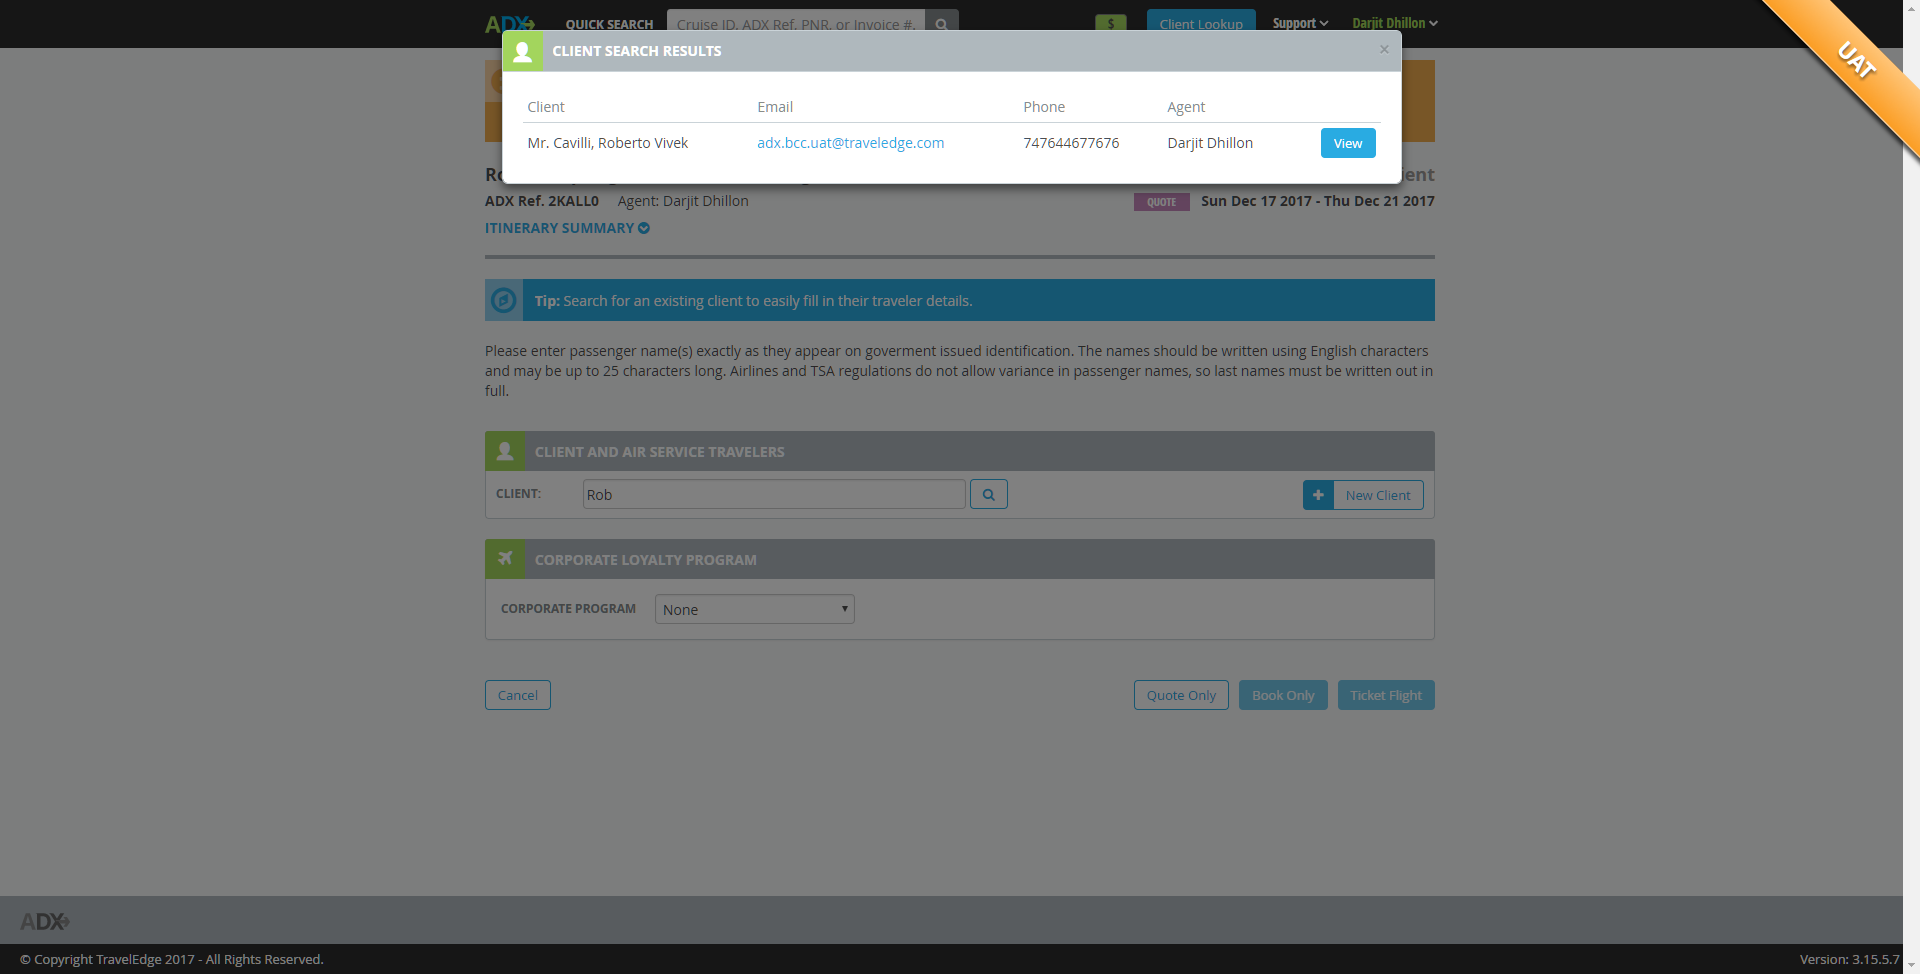 ADX QUICK SEARCH Cruise ID, ADX Ref, PNR, or Invoice #. $ Client Lookup Support Darjit Dhillon
UAT
CLIENT SEARCH RESULTS ×
Client Email Phone Agent
Mr. Cavilli, Roberto Vivek adx.bcc.uat@traveledge.com 747644677676 Darjit Dhillon View
ADX Ref. 2KALL0 Agent: Darjit Dhillon QUOTE Sun Dec 17 2017 - Thu Dec 21 2017
ITINERARY SUMMARY
Tip: Search for an existing client to easily fill in their traveler details.
Please enter passenger name(s) exactly as they appear on goverment issued identification. The names should be written using English characters
and may be up to 25 characters long. Airlines and TSA regulations do not allow variance in passenger names, so last names must be written out in
full.
CLIENT AND AIR SERVICE TRAVELERS
CLIENT: Rob New Client
CORPORATE LOYALTY PROGRAM
CORPORATE PROGRAM None
Cancel Quote Only Book Only Ticket Flight
ADX
© Copyright TravelEdge 2017 - All Rights Reserved. Version: 3.15.5.7